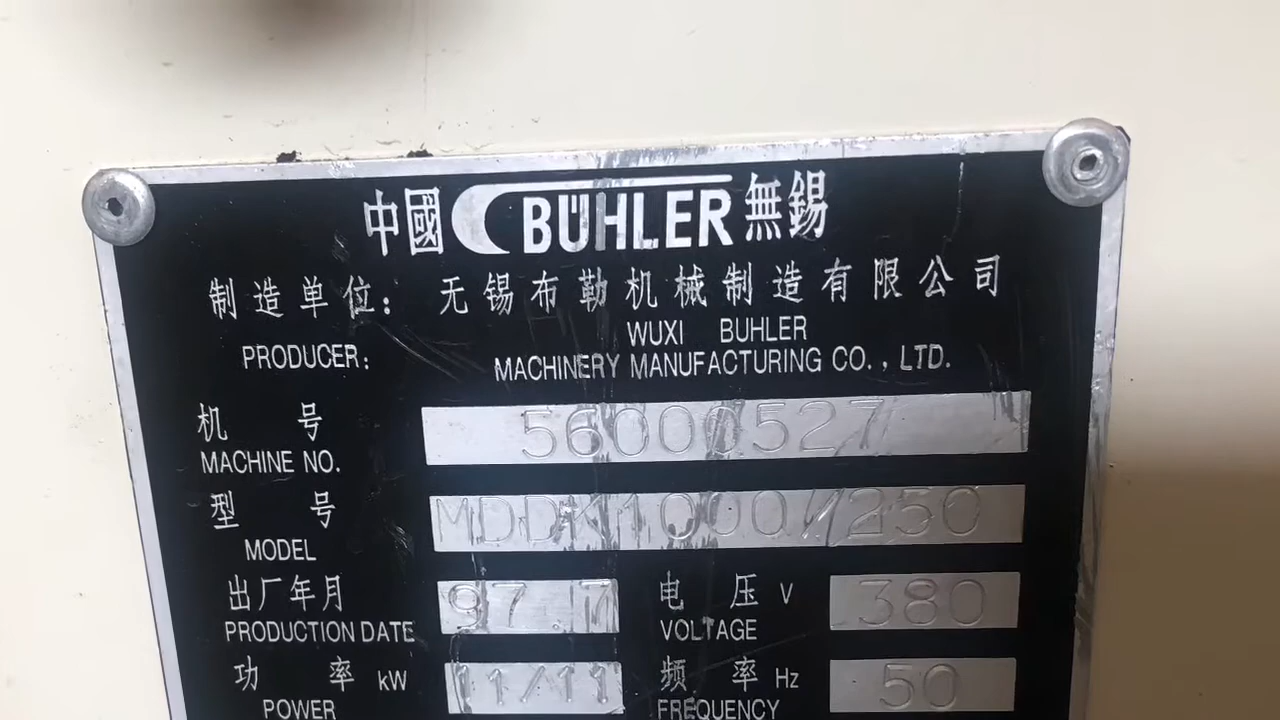 中國 BÜHLER 無錫
制造单位： 无锡布勒机械制造有限公司
WUXI BUHLER
PRODUCER: MACHINERY MANUFACTURING CO., LTD.
机号 56000527
MACHINE NO.
型号 MDDK1000/250
MODEL
出厂年月 97.7 电压 V 380
PRODUCTION DATE VOLTAGE
功率 kW 11/11 频率 Hz 50
POWER FREQUENCY